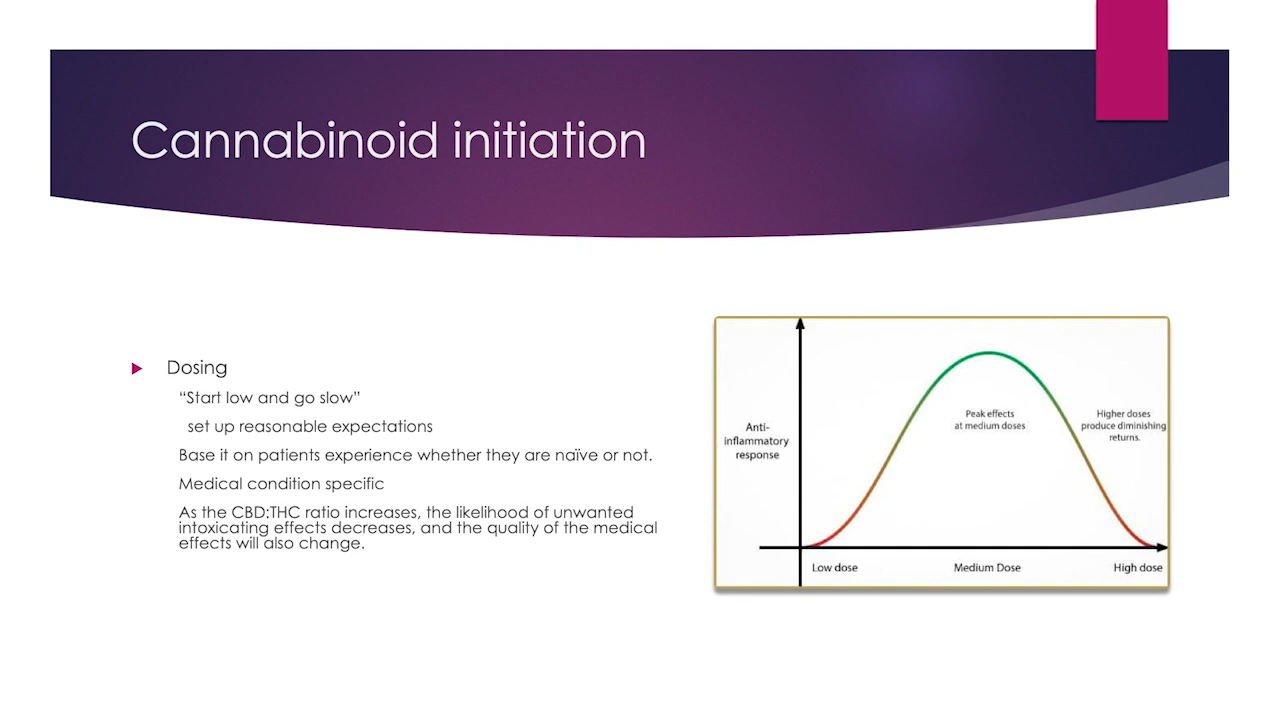 Cannabinoid initiation
Dosing
“Start low and go slow”
set up reasonable expectations
Base it on patients experience whether they are naïve or not.
Medical condition specific
As the CBD:THC ratio increases, the likelihood of unwanted
intoxicating effects decreases, and the quality of the medical
effects will also change.
Anti-
inflammatory
response
Peak effects
at medium doses
Higher doses
produce diminishing
returns.
Low dose
Medium Dose
High dose